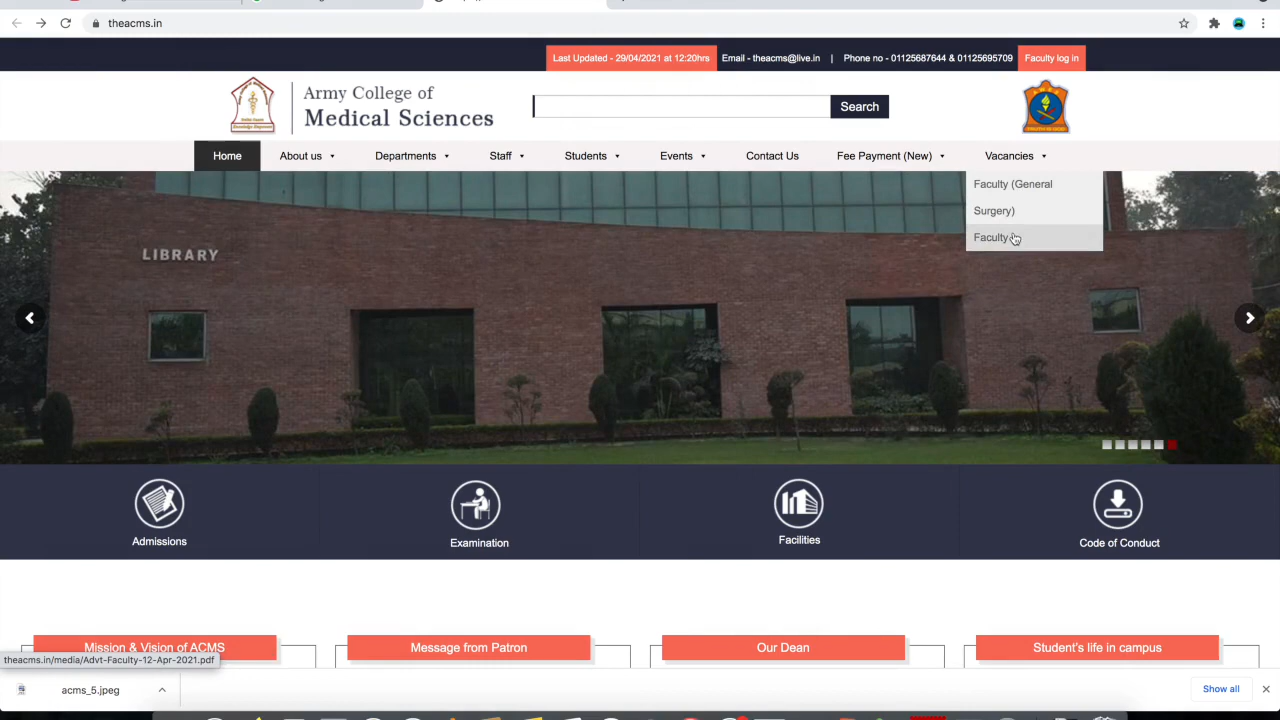 theacms.in
Last Updated - 29/04/2021 at 12:20hrs
Email - theacms@live.in | Phone no - 01125687644 & 01125695709
Faculty log in
Army College of
Medical Sciences
Search
Home
About us
Departments
Staff
Students
Events
Contact Us
Fee Payment (New)
Vacancies
Faculty (General
Surgery)
Faculty
LIBRARY
Admissions
Examination
Facilities
Code of Conduct
Mission & Vision of ACMS
Message from Patron
Our Dean
Student's life in campus
theacms.in/media/Advt-Faculty-12-Apr-2021.pdf
acms_5.jpeg
Show all